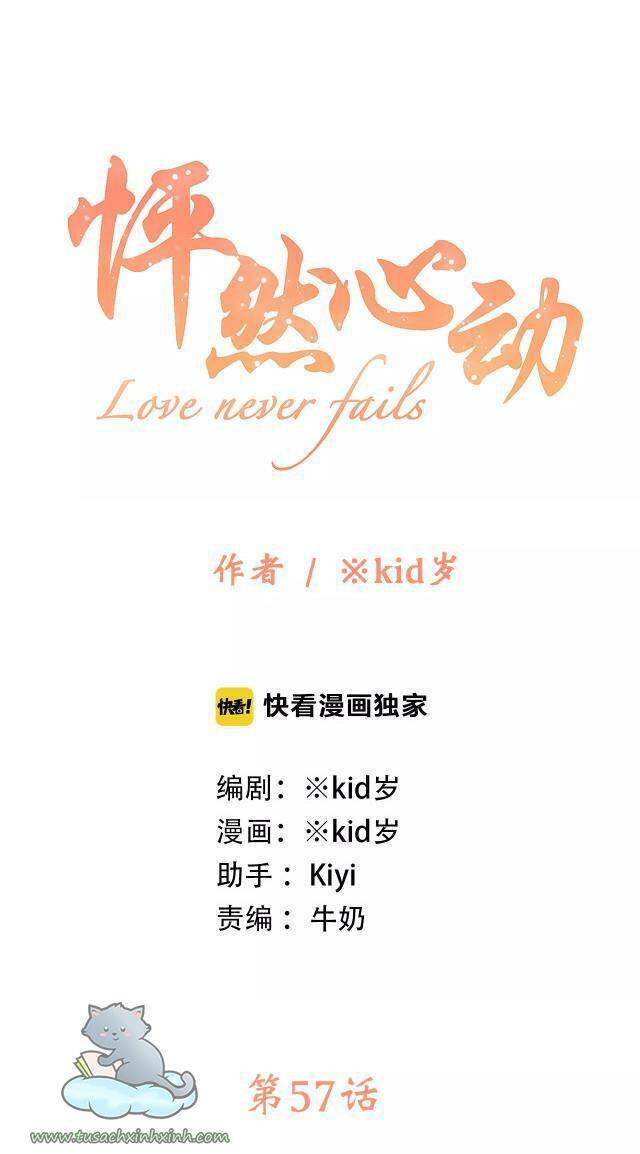 怦然心动
Love never fails
作者 / ※kid岁
快看! 快看漫画独家
编剧：※kid岁
漫画：※kid岁
助手：Kiyi
责编：牛奶
第57话
www.tusachxinhxinh.com